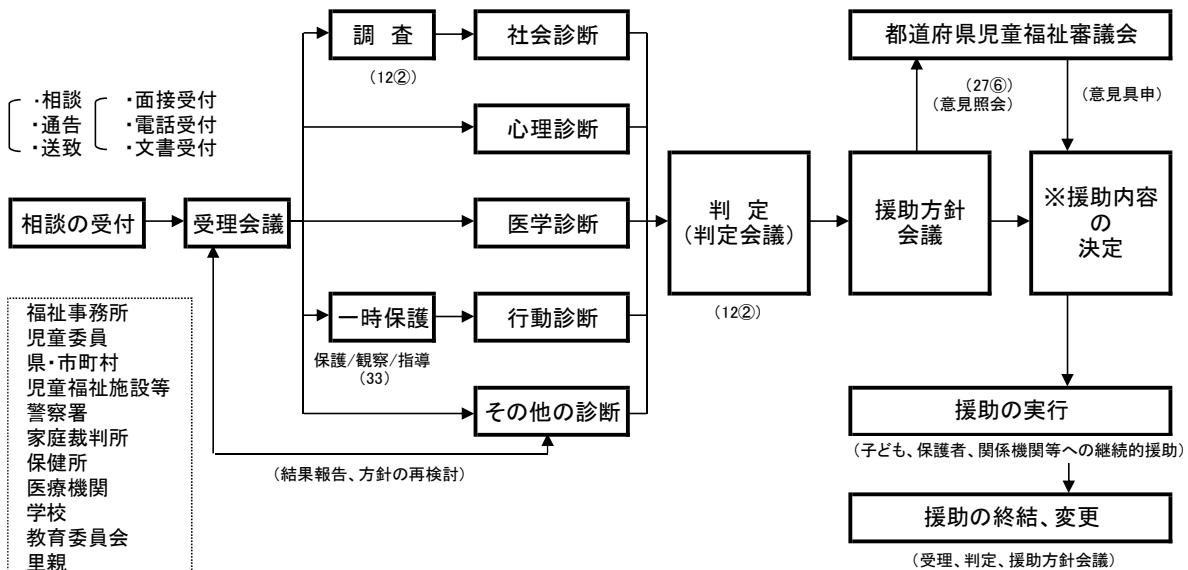 ・相談
・通告
・送致
・面接受付
・電話受付
・文書受付
相談の受付
受理会議
福祉事務所
児童委員
県・市町村
児童福祉施設等
警察署
家庭裁判所
保健所
医療機関
学校
教育委員会
里親
調 査
(12②)
社会診断
心理診断
医学診断
一時保護
保護/観察/指導
(33)
行動診断
その他の診断
(結果報告、方針の再検討)
判 定
(判定会議)
(12②)
都道府県児童福祉審議会
(27⑥)
(意見照会)
(意見具申)
援助方針
会議
※援助内容
の
決定
援助の実行
(子ども、保護者、関係機関等への継続的援助)
援助の終結、変更
(受理、判定、援助方針会議)